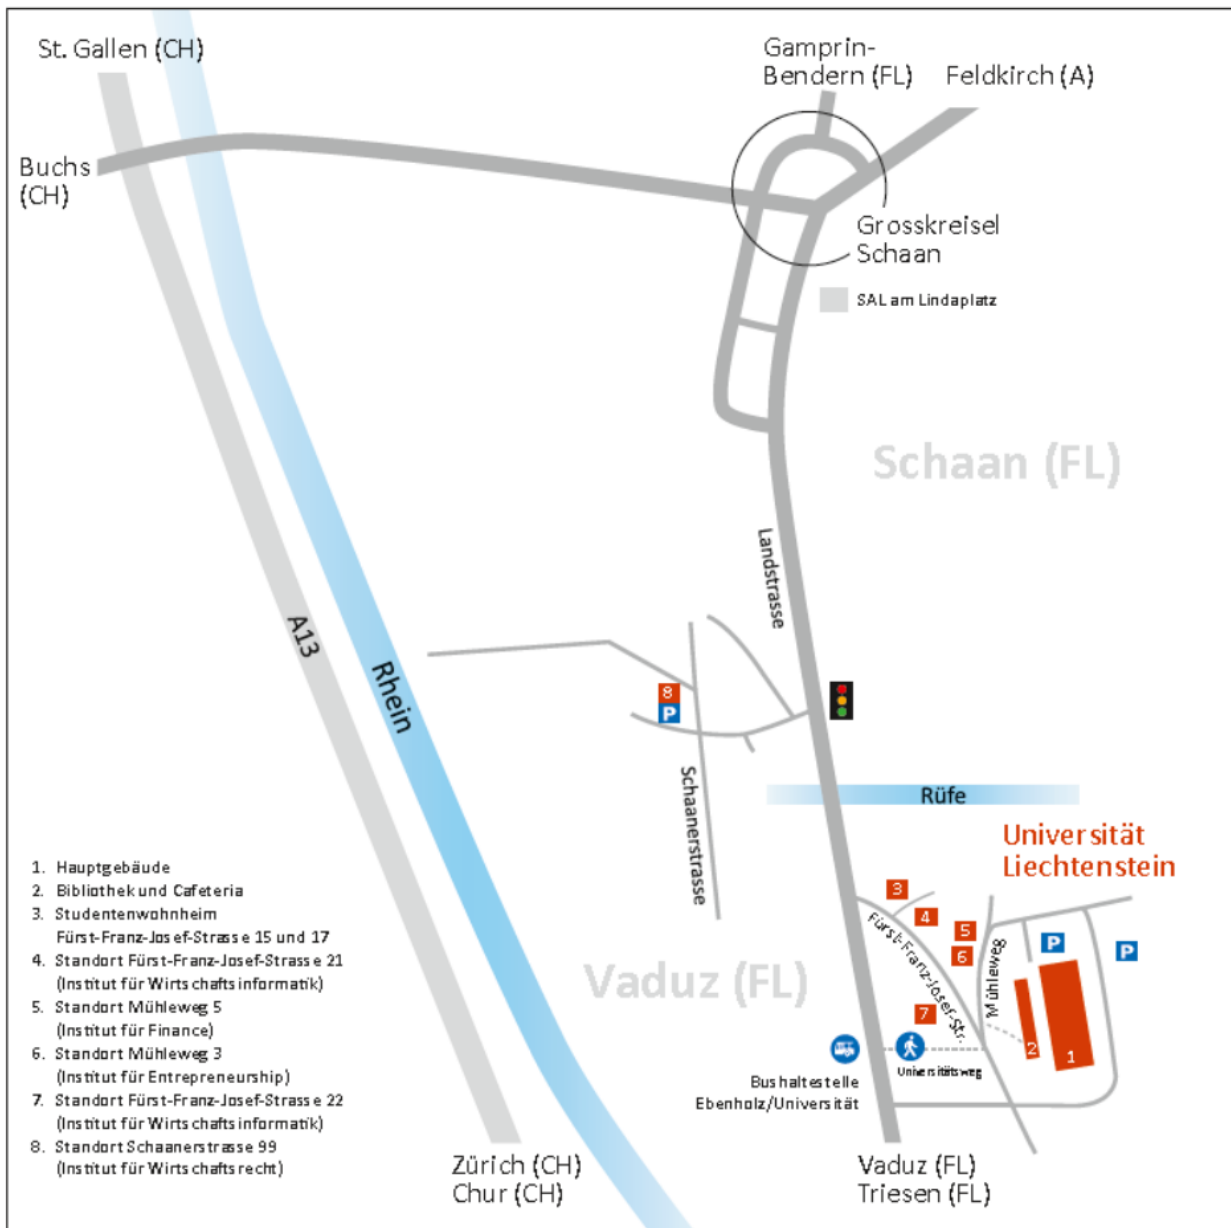 St. Gallen (CH)
Gamprin-
Bendern (FL)
Feldkirch (A)
Buchs
(CH)
Grosskreisel
Schaan
SAL am Lindaplatz
Schaan (FL)
Landstrasse
A13
Rhein
8
P
Schaanerstrasse
Rüfe
Universität
Liechtenstein
1. Hauptgebäude
2. Bibliothek und Cafeteria
3. Studentenwohnheim
Fürst-Franz-Josef-Strasse 15 und 17
4. Standort Fürst-Franz-Josef-Strasse 21
(Institut für Wirtschaftsinformatik)
5. Standort Mühleweg 5
(Institut für Finance)
6. Standort Mühleweg 3
(Institut für Entrepreneurship)
7. Standort Fürst-Franz-Josef-Strasse 22
(Institut für Wirtschaftsinformatik)
8. Standort Schaanerstrasse 99
(Institut für Wirtschaftsrecht)
Vaduz (FL)
3
4
5
6
7
Fürst-Franz-Josef-Str.
Mühleweg
P
P
2
1
Universitätsweg
Bushaltestelle
Ebenholz/Universität
Zürich (CH)
Chur (CH)
Vaduz (FL)
Triesen (FL)